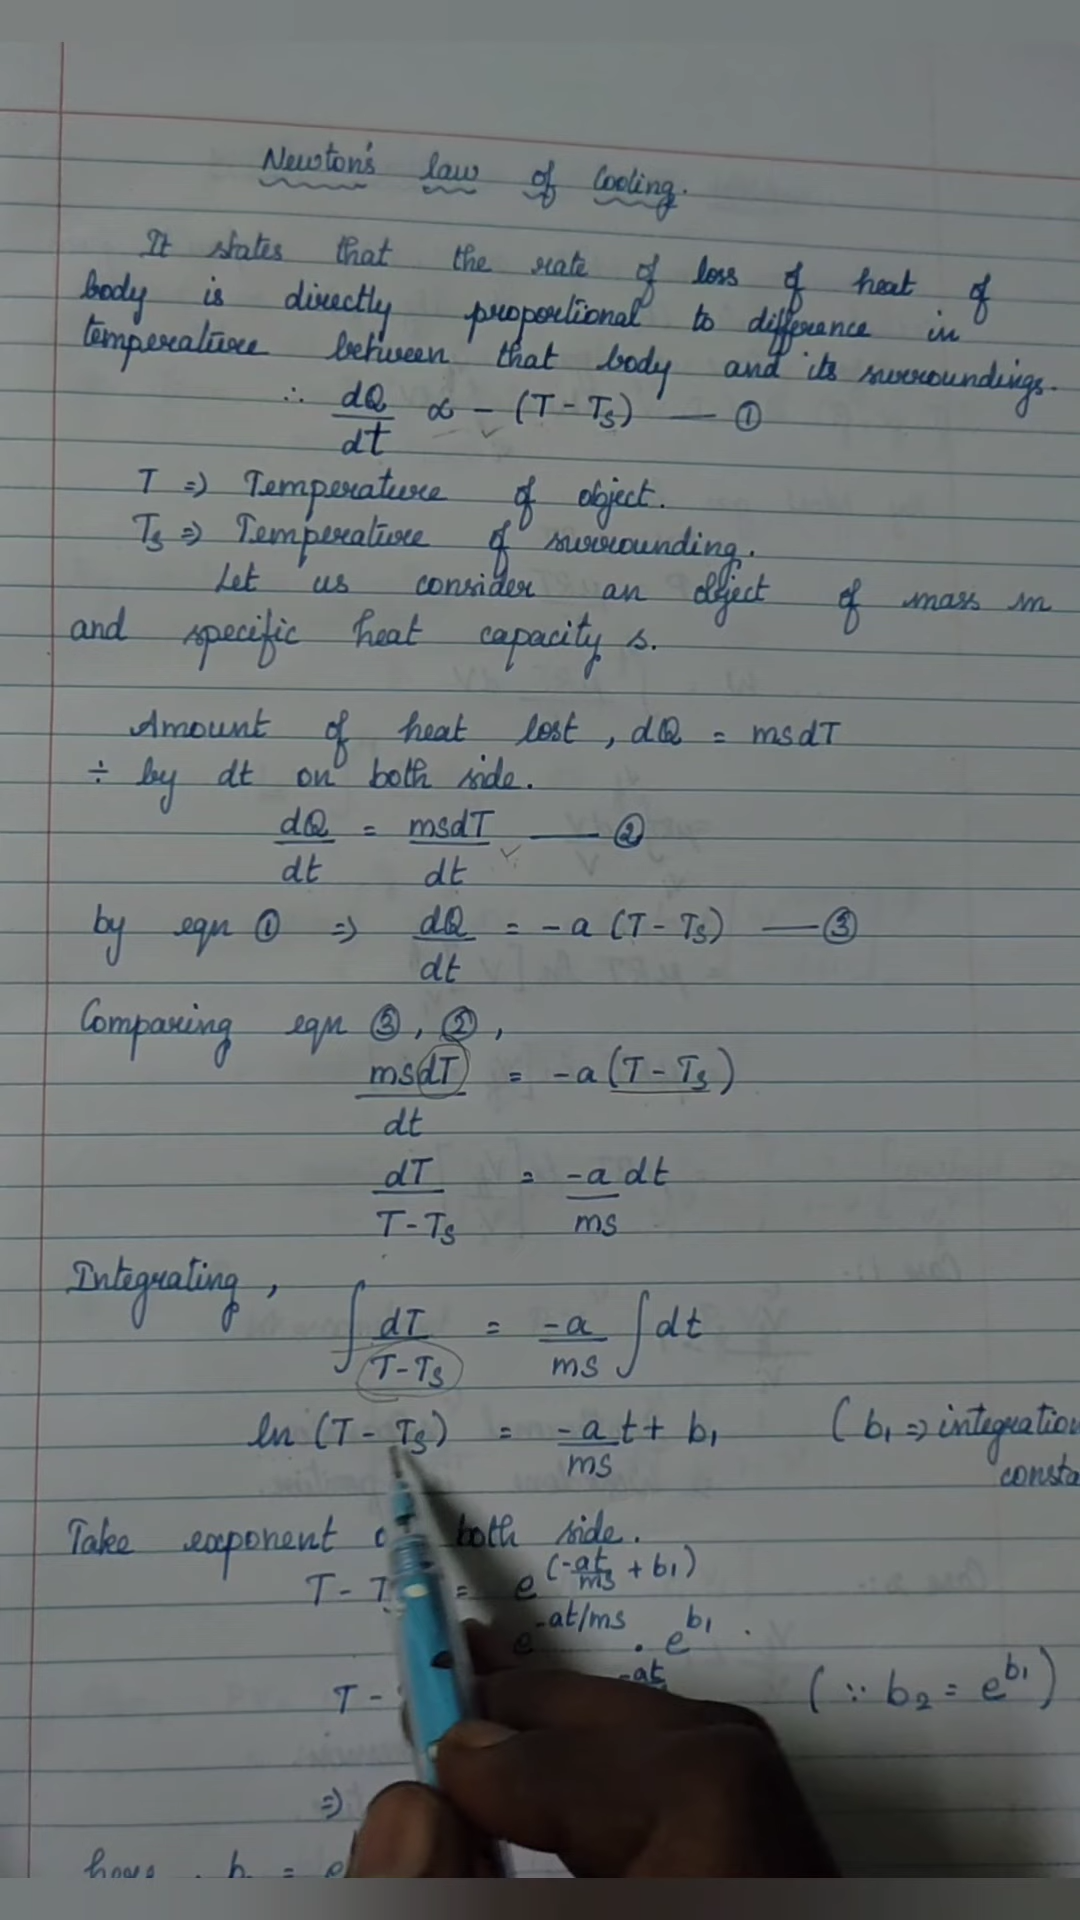 Newton's law of Cooling.
It states that the rate of loss of heat of
body is directly proportional to difference in
temperature between that body and its surroundings.
∴ dQ/dt ∝ - (T - Ts) — ①
T ⇒ Temperature of object.
Ts ⇒ Temperature of surrounding.
Let us consider an object of mass m
and specific heat capacity s.
Amount of heat lost, dQ = msdT
÷ by dt on both side.
dQ/dt = msdT/dt — ②
by eqn ① ⇒ dQ/dt = -a (T - Ts) — ③
Comparing eqn ③, ②,
msdT/dt = -a (T - Ts)
dT/T - Ts = -a/ms dt
Integrating,
∫ dT/T - Ts = -a/ms ∫ dt
ln (T - Ts) = -a/ms t + b₁ (b₁ ⇒ integration
Take exponent both side.
T - T = e^(-at/ms + b₁)
e^-at/ms . e^b₁
T - -at (∵ b₂ = e^b₁)
⇒